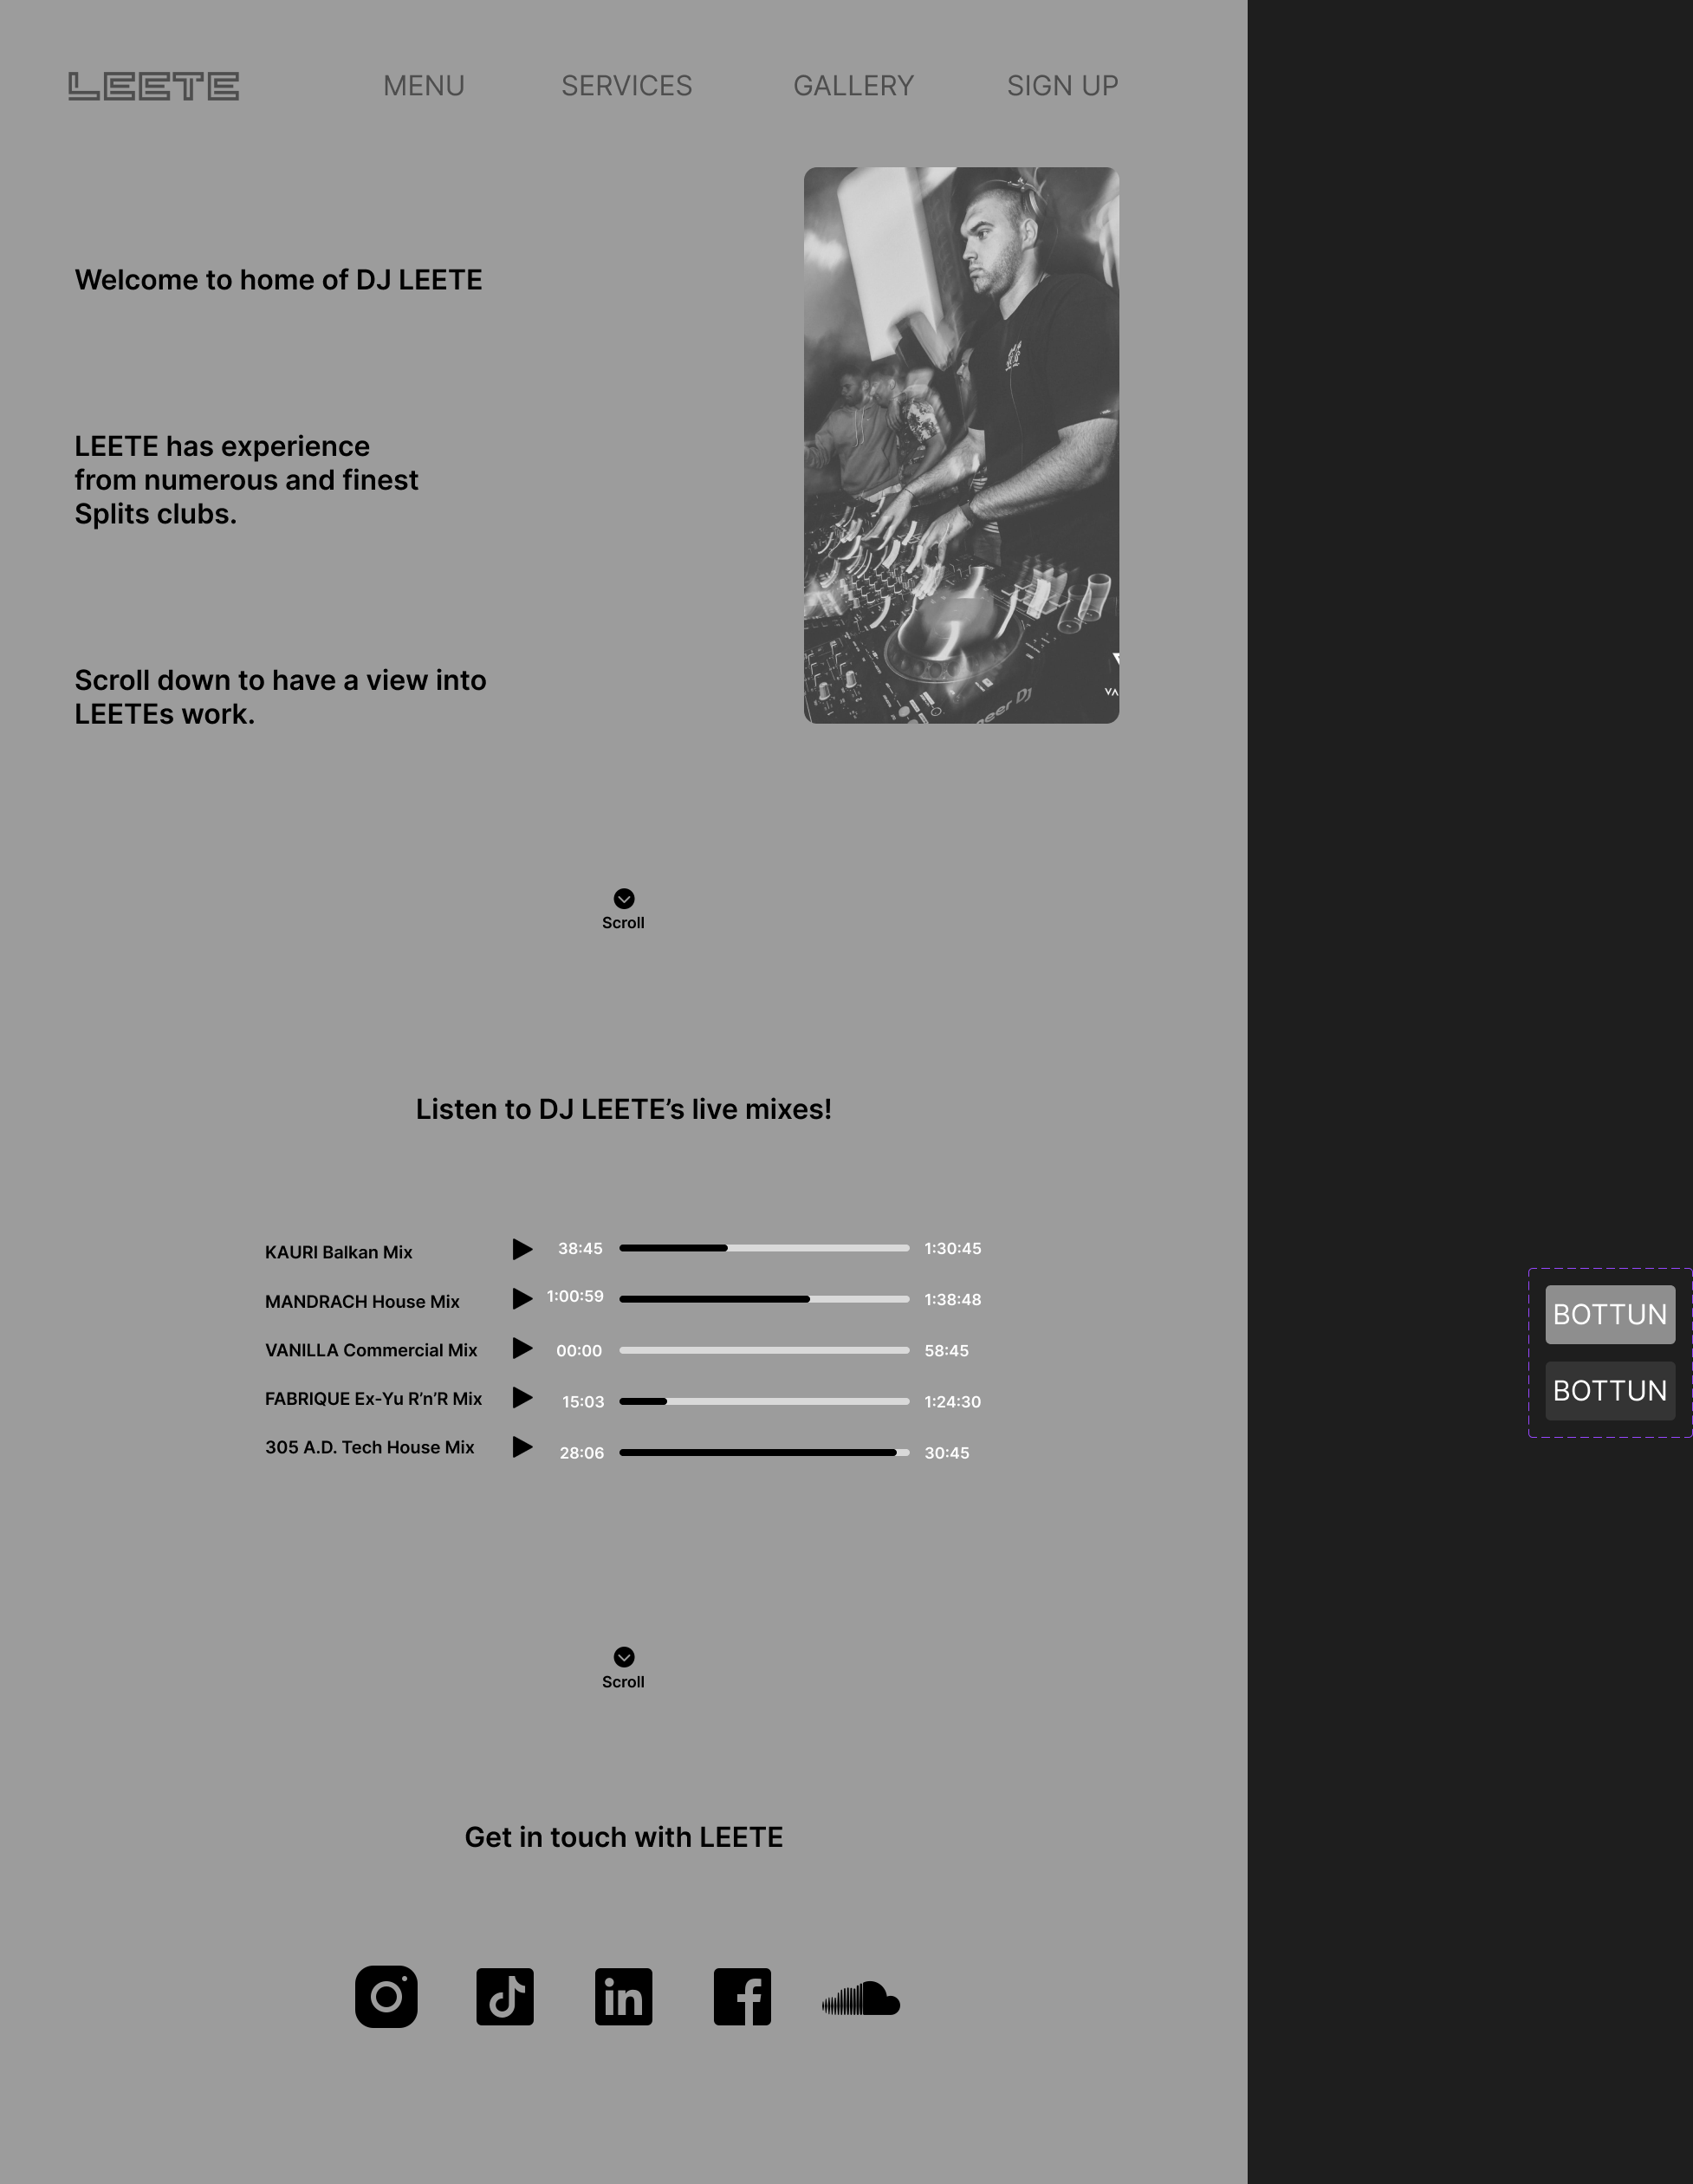 LEETE
MENU
SERVICES
GALLERY
SIGN UP
Welcome to home of DJ LEETE
LEETE has experience
from numerous and finest
Splits clubs.
Scroll down to have a view into
LEETEs work.
Scroll
Listen to DJ LEETE’s live mixes!
KAURI Balkan Mix 38:45 1:30:45
MANDRACH House Mix 1:00:59 1:38:48
VANILLA Commercial Mix 00:00 58:45
FABRIQUE Ex-Yu R’n’R Mix 15:03 1:24:30
305 A.D. Tech House Mix 28:06 30:45
BOTTUN
BOTTUN
Scroll
Get in touch with LEETE
in